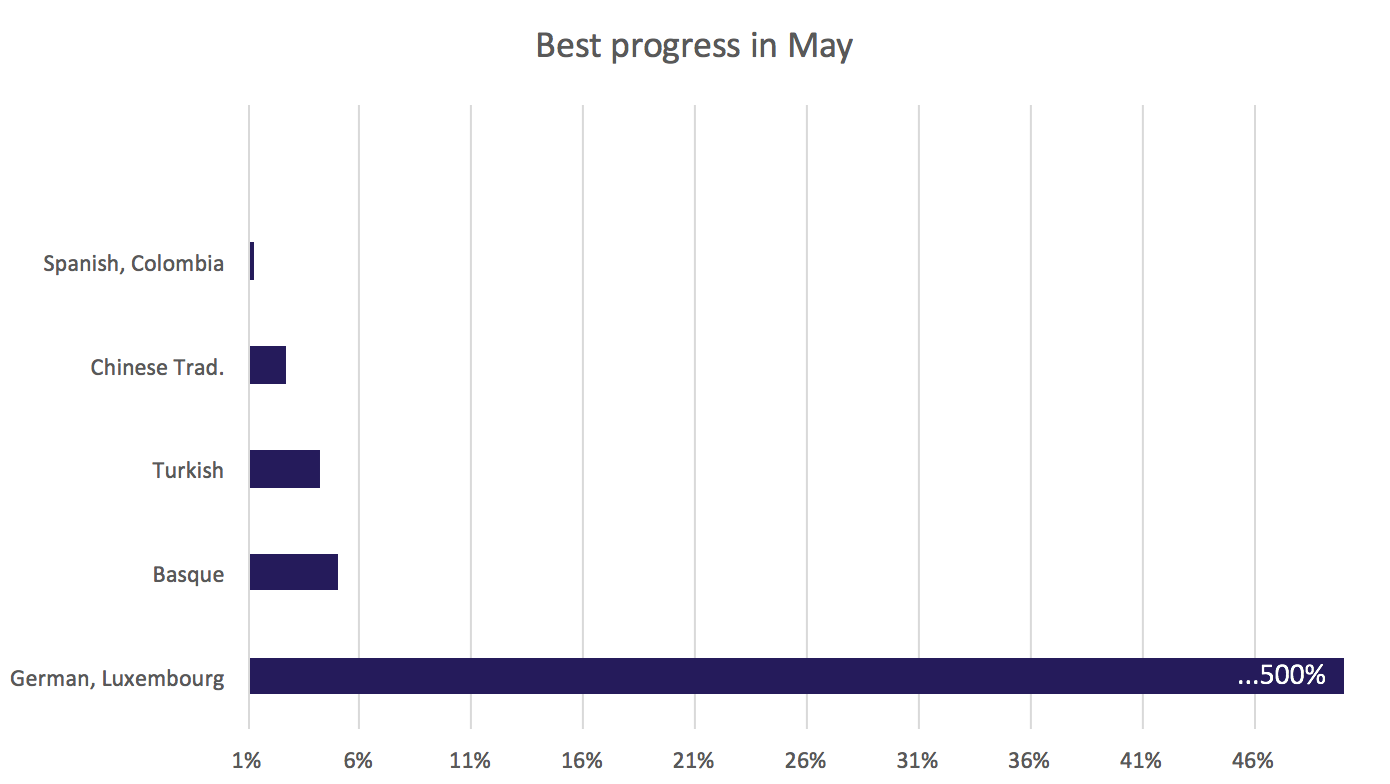 Best progress in May
Spanish, Colombia
Chinese Trad.
Turkish
Basque
German, Luxembourg
...500%
1% 6% 11% 16% 21% 26% 31% 36% 41% 46%